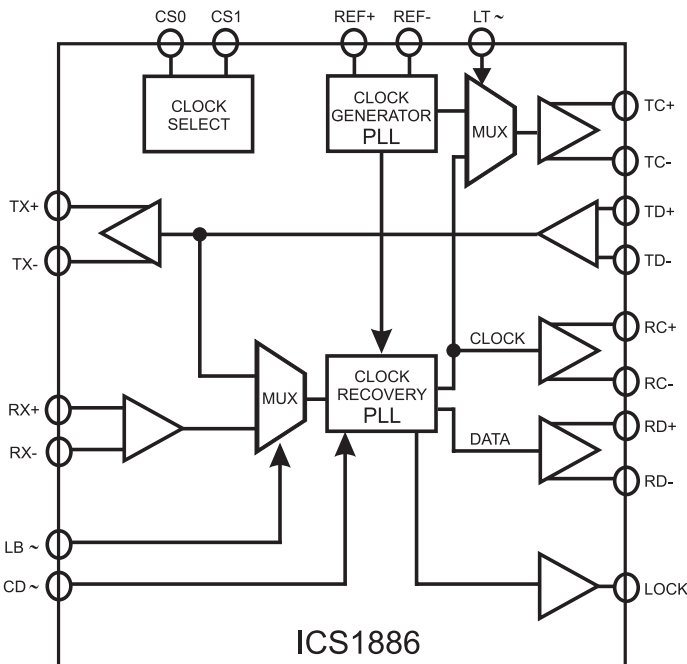 CS0 CS1 REF+ REF- LT ~
CLOCK
SELECT
CLOCK
GENERATOR
PLL
MUX
TC+
TC-
TX+
TX-
TD+
TD-
MUX
CLOCK
RECOVERY
PLL
CLOCK
DATA
RC+
RC-
RX+
RX-
RD+
RD-
LB ~
CD ~
LOCK
ICS1886